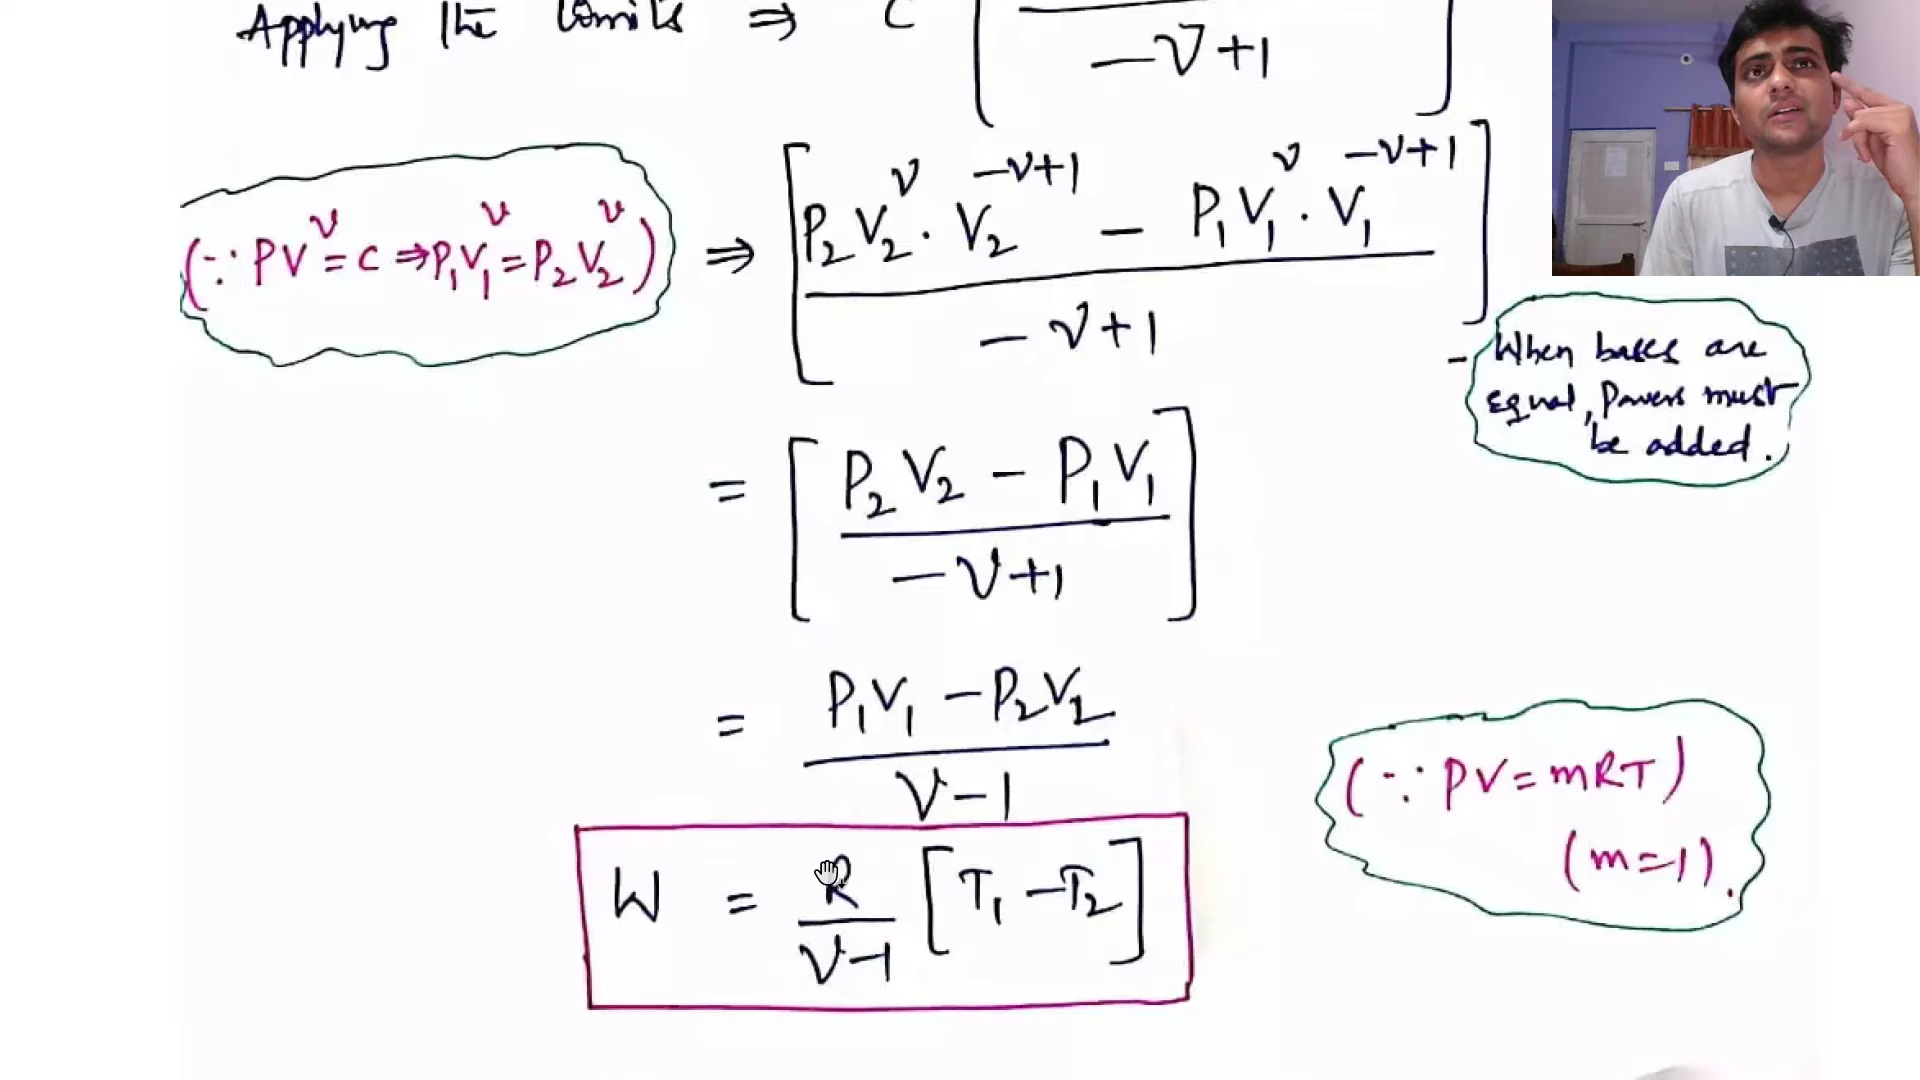 Applying the limits ⇒ C [ / -ν+1 ]
(∵ PV^ν = C ⇒ P₁V₁^ν = P₂V₂^ν) ⇒ [ P₂V₂^ν · V₂^(-ν+1) - P₁V₁^ν · V₁^(-ν+1) / -ν+1 ]
- When bases are
equal, Powers must
be added.
= [ P₂V₂ - P₁V₁ / -ν+1 ]
= P₁V₁ - P₂V₂ / ν-1
(∵ PV = mRT)
(m=1).
W = R / ν-1 [T₁ - T₂]